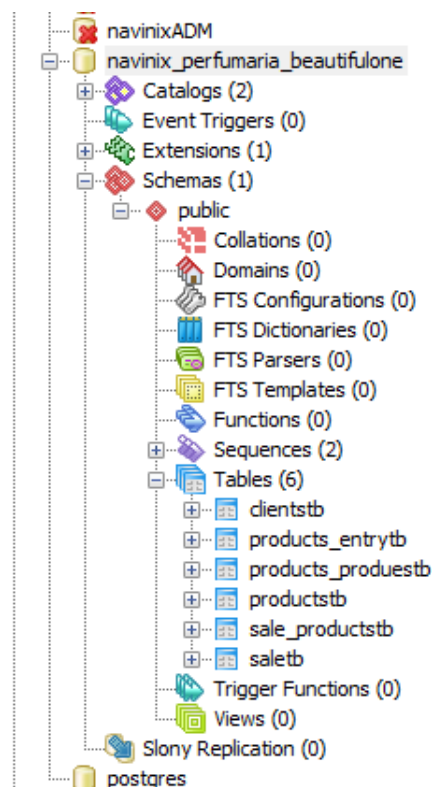 navinixADM
navinix_perfumaria_beautifulone
Catalogs (2)
Event Triggers (0)
Extensions (1)
Schemas (1)
public
Collations (0)
Domains (0)
FTS Configurations (0)
FTS Dictionaries (0)
FTS Parsers (0)
FTS Templates (0)
Functions (0)
Sequences (2)
Tables (6)
clientstb
products_entrytb
products_produestb
productstb
sale_productstb
saletb
Trigger Functions (0)
Views (0)
Slony Replication (0)
postgres